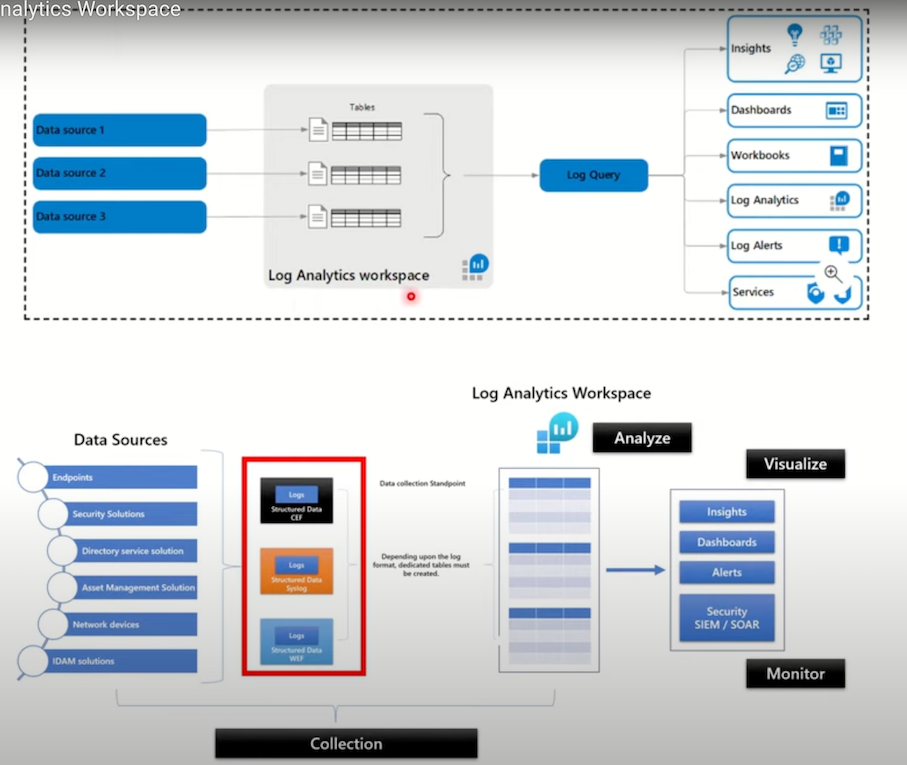 nalytics Workspace
Tables
Data source 1
Data source 2
Data source 3
Log Analytics workspace
Log Query
Insights
Dashboards
Workbooks
Log Analytics
Log Alerts
Services
Log Analytics Workspace
Analyze
Data Sources
Endpoints
Security Solutions
Directory service solution
Asset Management Solution
Network devices
IDAM solutions
Logs
Structured Data
CEF
Logs
Structured Data
Syslog
Logs
Structured Data
WEF
Data collection Standpoint
Depending upon the log
format, dedicated tables must
be created.
Visualize
Insights
Dashboards
Alerts
Security
SIEM / SOAR
Monitor
Collection